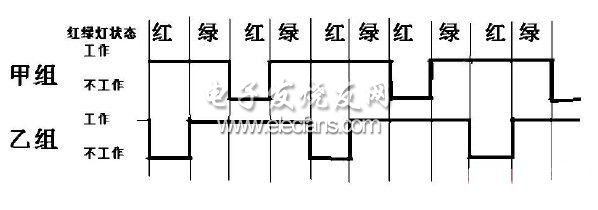 红绿灯状态 红 绿 红 绿 红 绿 红 绿 红 绿
工作
甲组
不工作
电子发烧友网
www.elecfans.com
工作
乙组
不工作